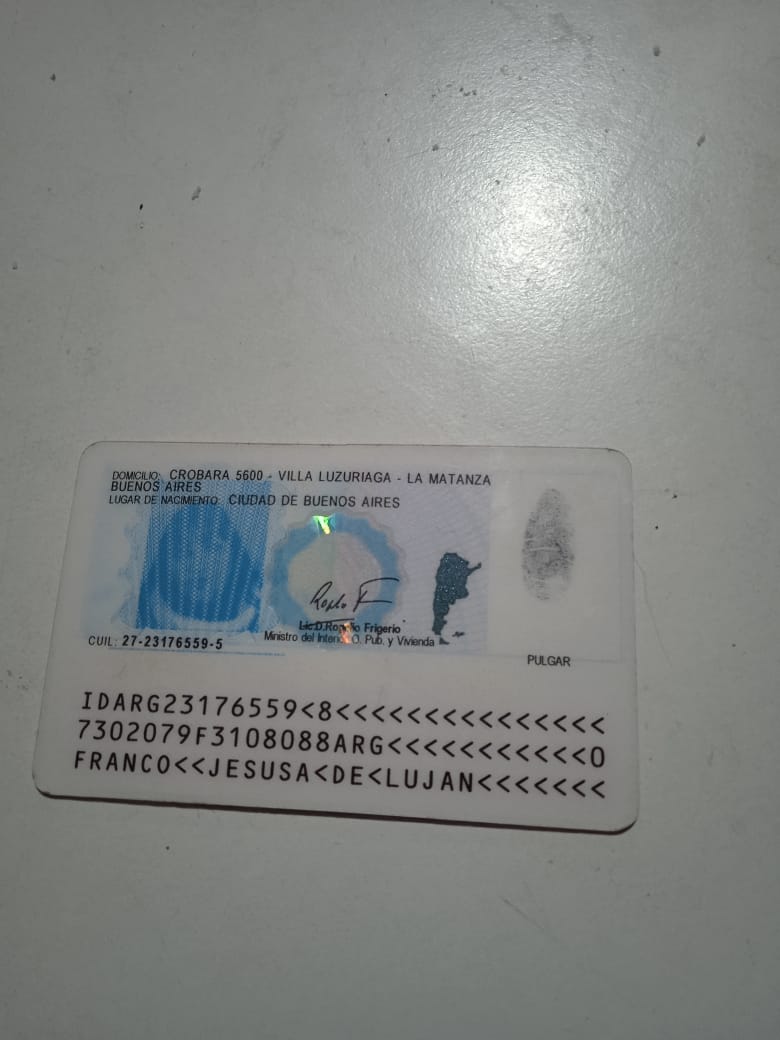 DOMICILIO: CROBARA 5600 - VILLA LUZURIAGA - LA MATANZA
BUENOS AIRES
LUGAR DE NACIMIENTO: CIUDAD DE BUENOS AIRES
Lic.D.Rogelio Frigerio
Ministro del Interior, O. Pub. y Vivienda
CUIL: 27-23176559-5
PULGAR
IDARG23176559<8<<<<<<<<<<<<<<<
7302079F3108088ARG<<<<<<<<<<<0
FRANCO<<JESUSA<DE<LUJAN<<<<<<<